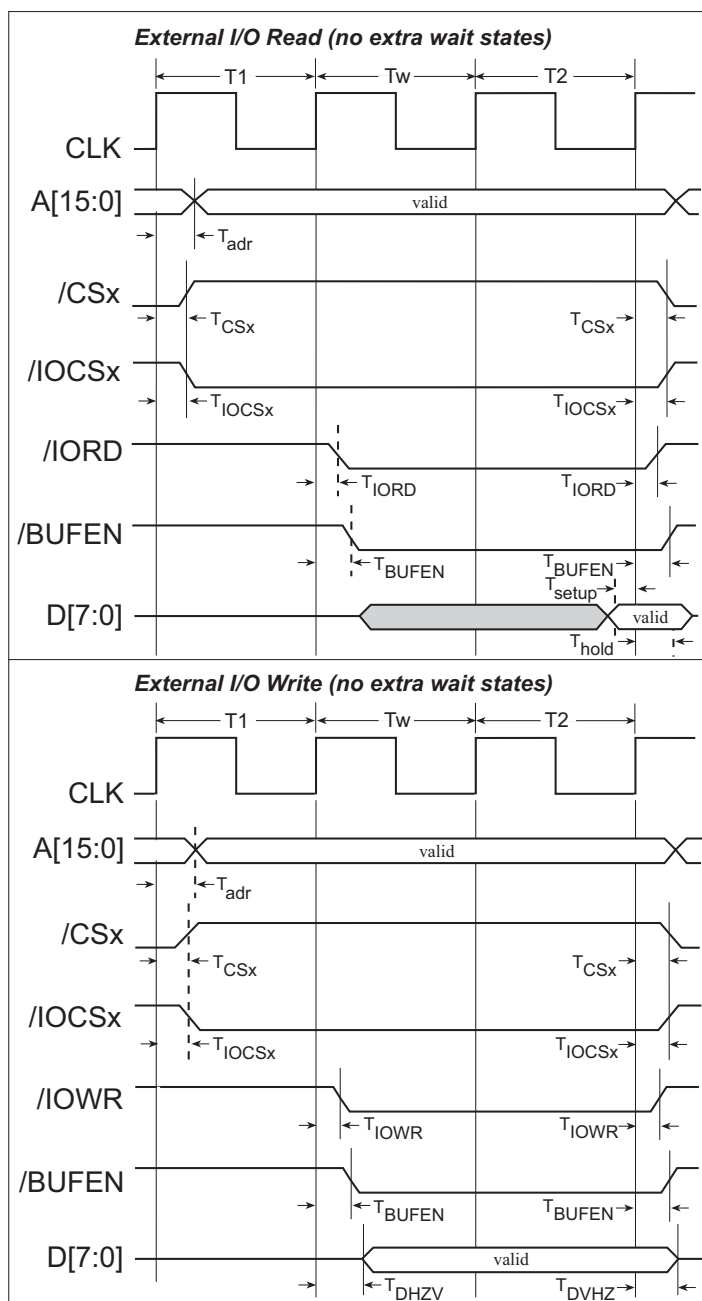 External I/O Read (no extra wait states)
T1 Tw T2
CLK
A[15:0] valid
Tadr
/CSx
TCSx TCSx
/IOCSx
TIOCSx TIOCSx
/IORD
TIORD TIORD
/BUFEN
TBUFEN TBUFEN
Tsetup
D[7:0] valid
Thold
External I/O Write (no extra wait states)
T1 Tw T2
CLK
A[15:0] valid
Tadr
/CSx
TCSx TCSx
/IOCSx
TIOCSx TIOCSx
/IOWR
TIOWR TIOWR
/BUFEN
TBUFEN TBUFEN
D[7:0] valid
TDHZV TDVHZ